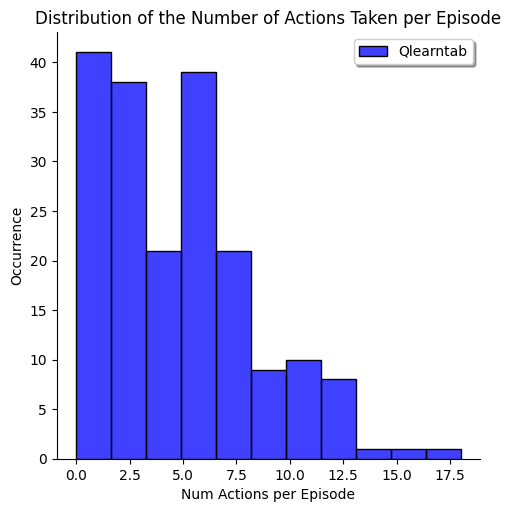 Distribution of the Number of Actions Taken per Episode
Qlearntab
40
35
30
25
20
15
10
5
0
Occurrence
0.0 2.5 5.0 7.5 10.0 12.5 15.0 17.5
Num Actions per Episode